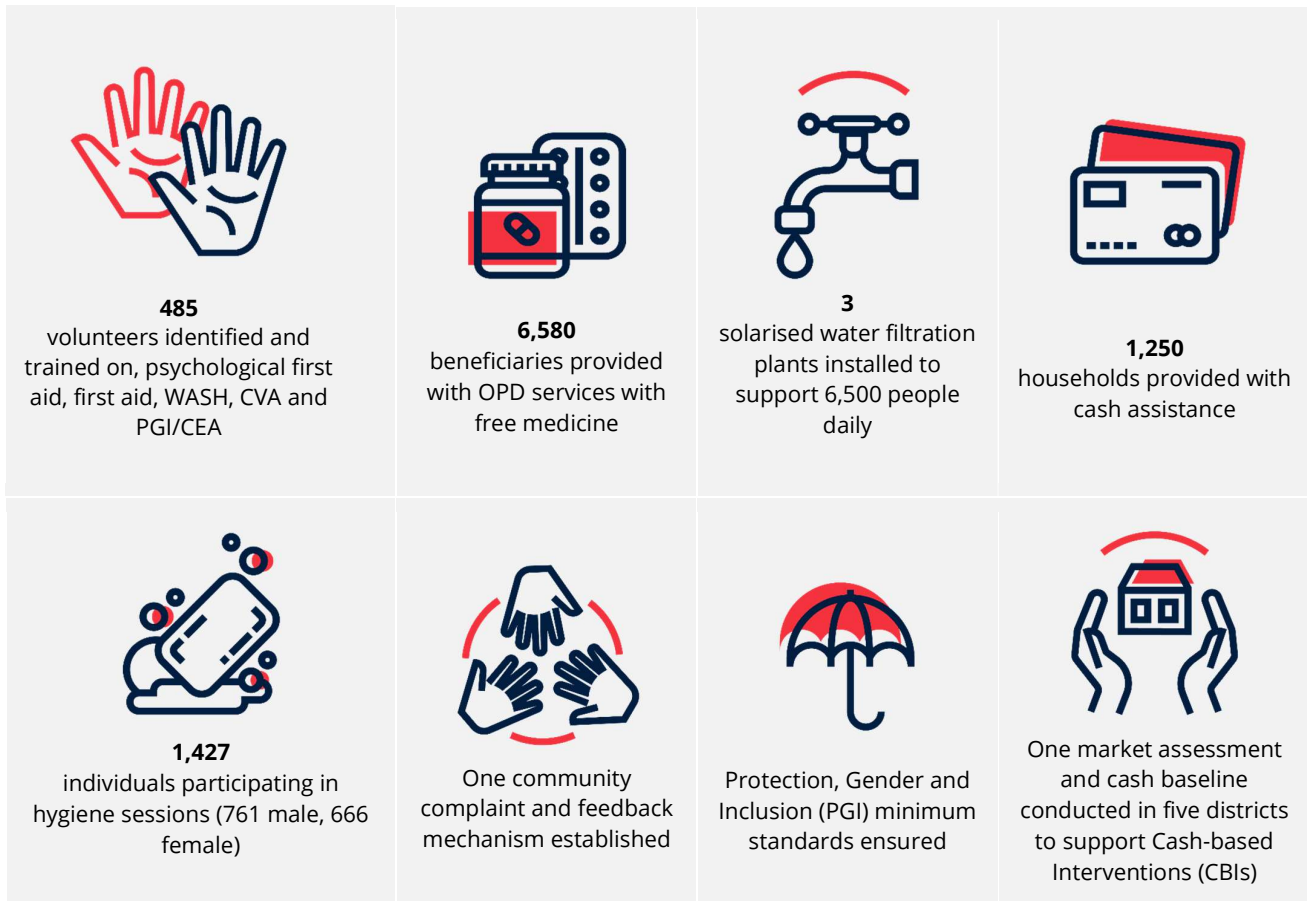 485
volunteers identified and
trained on, psychological first
aid, first aid, WASH, CVA and
PGI/CEA
6,580
beneficiaries provided
with OPD services with
free medicine
3
solarised water filtration
plants installed to
support 6,500 people
daily
1,250
households provided with
cash assistance
1,427
individuals participating in
hygiene sessions (761 male, 666
female)
One community
complaint and feedback
mechanism established
Protection, Gender and
Inclusion (PGI) minimum
standards ensured
One market assessment
and cash baseline
conducted in five districts
to support Cash-based
Interventions (CBIs)